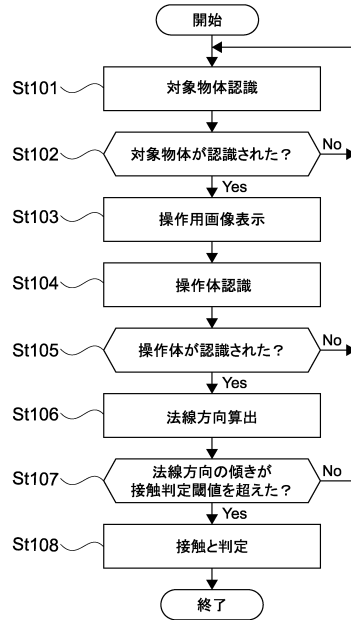 開始
St101
対象物体認識
St102
対象物体が認識された？
No
Yes
St103
操作用画像表示
St104
操作体認識
St105
操作体が認識された？
No
Yes
St106
法線方向算出
St107
法線方向の傾きが
接触判定閾値を超えた？
No
Yes
St108
接触と判定
終了